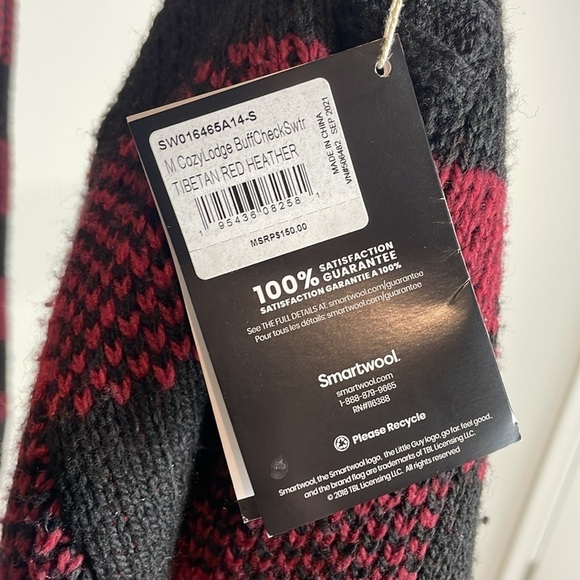 SW016465A14-S
M CozyLodge BuffCheckSwtr
TIBETAN RED HEATHER
1 95436 08258 1
MSRP$150.00
MADE IN CHINA
VN#506482 SEP 2021
100% SATISFACTION GUARANTEE
SATISFACTION GARANTIE A 100%
See THE FULL DETAILS AT: smartwool.com/guarantee
Pour tous les détails: smartwool.com/guarantee
Smartwool.
smartwool.com
1-888-879-9665
RN#116388
Please Recycle
Smartwool, the Smartwool logo, the Little Guy logo, go far. feel good.,
and the brand flag are trademarks of TBL Licensing LLC.
© 2018 TBL Licensing LLC. All rights reserved